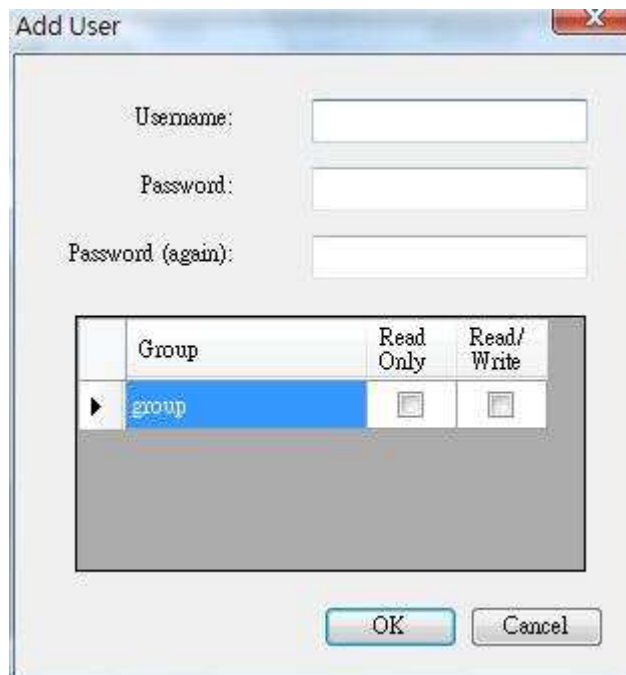 Add User
Username:
Password:
Password (again):
Group
Read
Only
Read/
Write
group
OK
Cancel